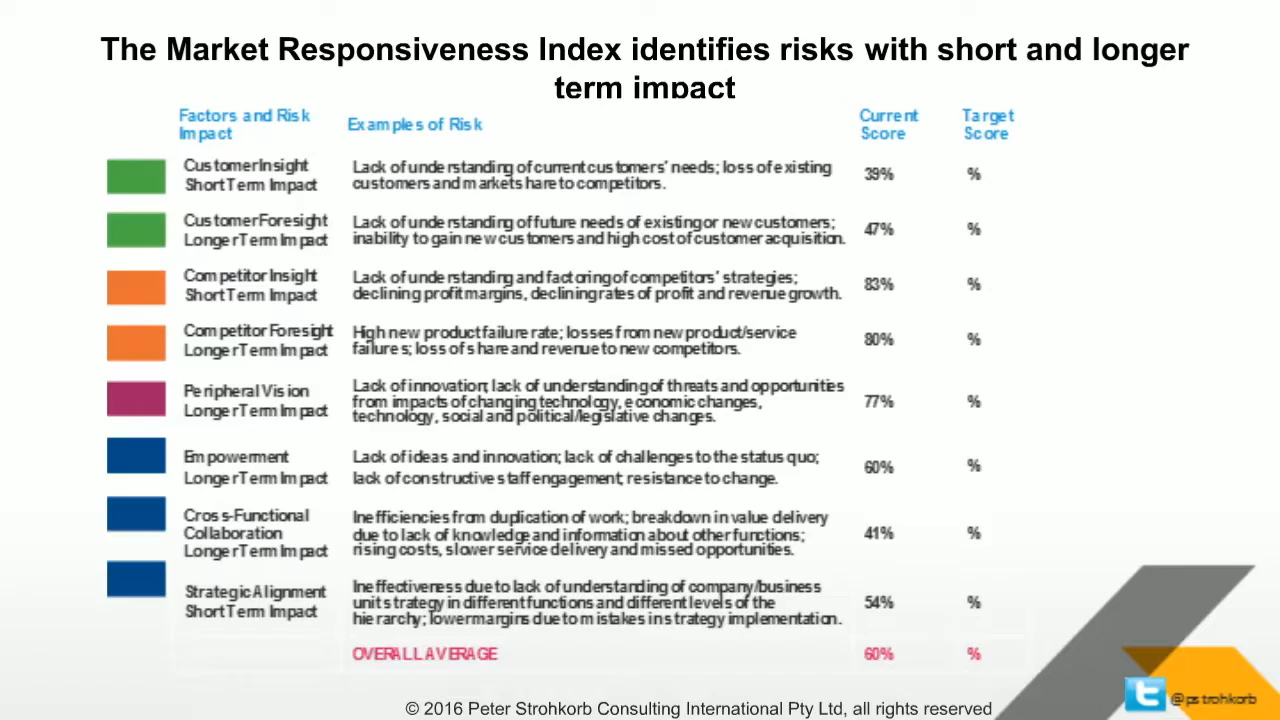 The Market Responsiveness Index identifies risks with short and longer
term impact
Factors and Risk
Impact
Examples of Risk
Current
Score
Target
Score
Customer Insight
Short Term Impact
Lack of understanding of current customers' needs; loss of existing
customers and market share to competitors.
39%
%
Customer Foresight
Longer Term Impact
Lack of understanding of future needs of existing or new customers;
inability to gain new customers and high cost of customer acquisition.
47%
%
Competitor Insight
Short Term Impact
Lack of understanding and factoring of competitors' strategies;
declining profit margins, declining rates of profit and revenue growth.
83%
%
Competitor Foresight
Longer Term Impact
High new product failure rate; losses from new product/service
failures; loss of share and revenue to new competitors.
80%
%
Peripheral Vision
Longer Term Impact
Lack of innovation; lack of understanding of threats and opportunities
from impacts of changing technology, economic changes,
technology, social and political/legislative changes.
77%
%
Empowerment
Longer Term Impact
Lack of ideas and innovation; lack of challenges to the status quo;
lack of constructive staff engagement; resistance to change.
60%
%
Cross-Functional
Collaboration
Longer Term Impact
Inefficiencies from duplication of work; breakdown in value delivery
due to lack of knowledge and information about other functions;
rising costs, slower service delivery and missed opportunities.
41%
%
Strategic Alignment
Short Term Impact
Ineffectiveness due to lack of understanding of company/business
unit strategy in different functions and different levels of the
hierarchy; lower margins due to mistakes in strategy implementation.
54%
%
OVERALL AVERAGE
60%
%
© 2016 Peter Strohkorb Consulting International Pty Ltd, all rights reserved
@pstrohkorb